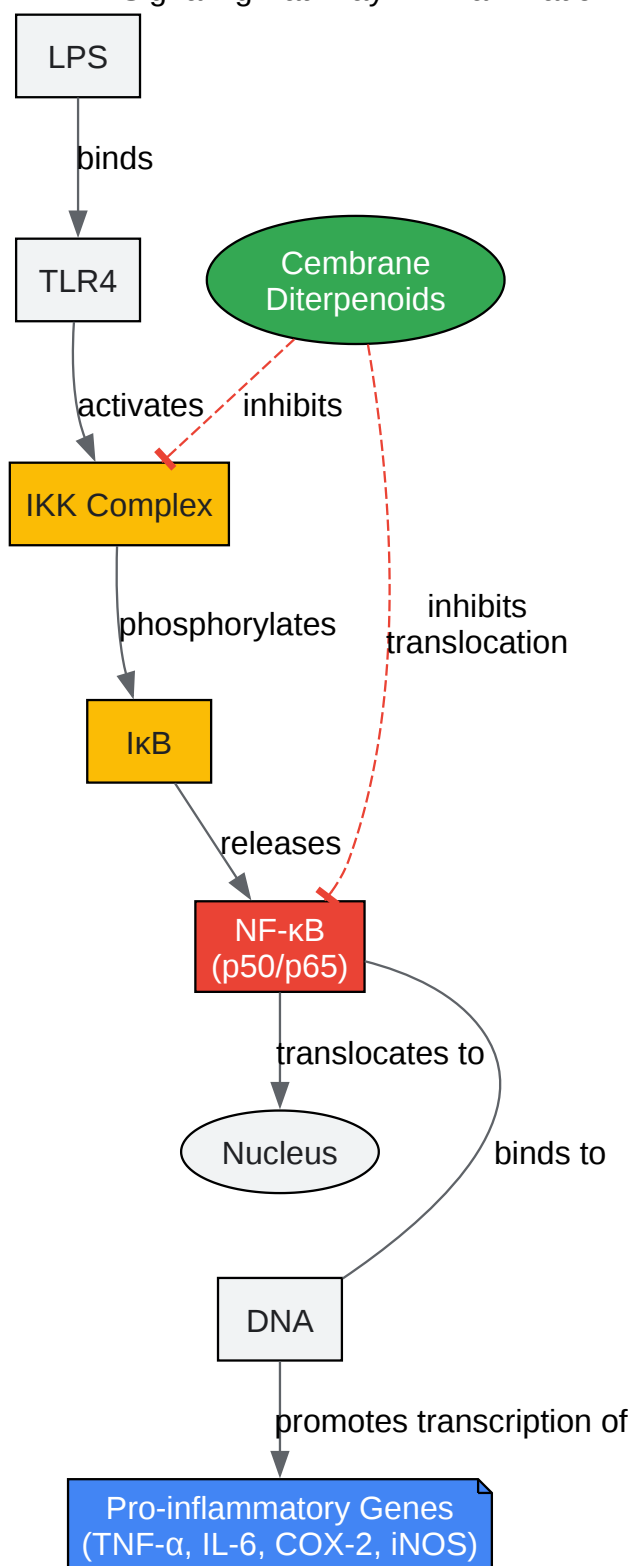 LPS
binds
TLR4
Cembrane
Diterpenoids
activates
inhibits
IKK Complex
inhibits
translocation
phosphorylates
IκB
releases
NF-κB
(p50/p65)
translocates to
Nucleus
binds to
DNA
promotes transcription of
Pro-inflammatory Genes
(TNF-α, IL-6, COX-2, iNOS)